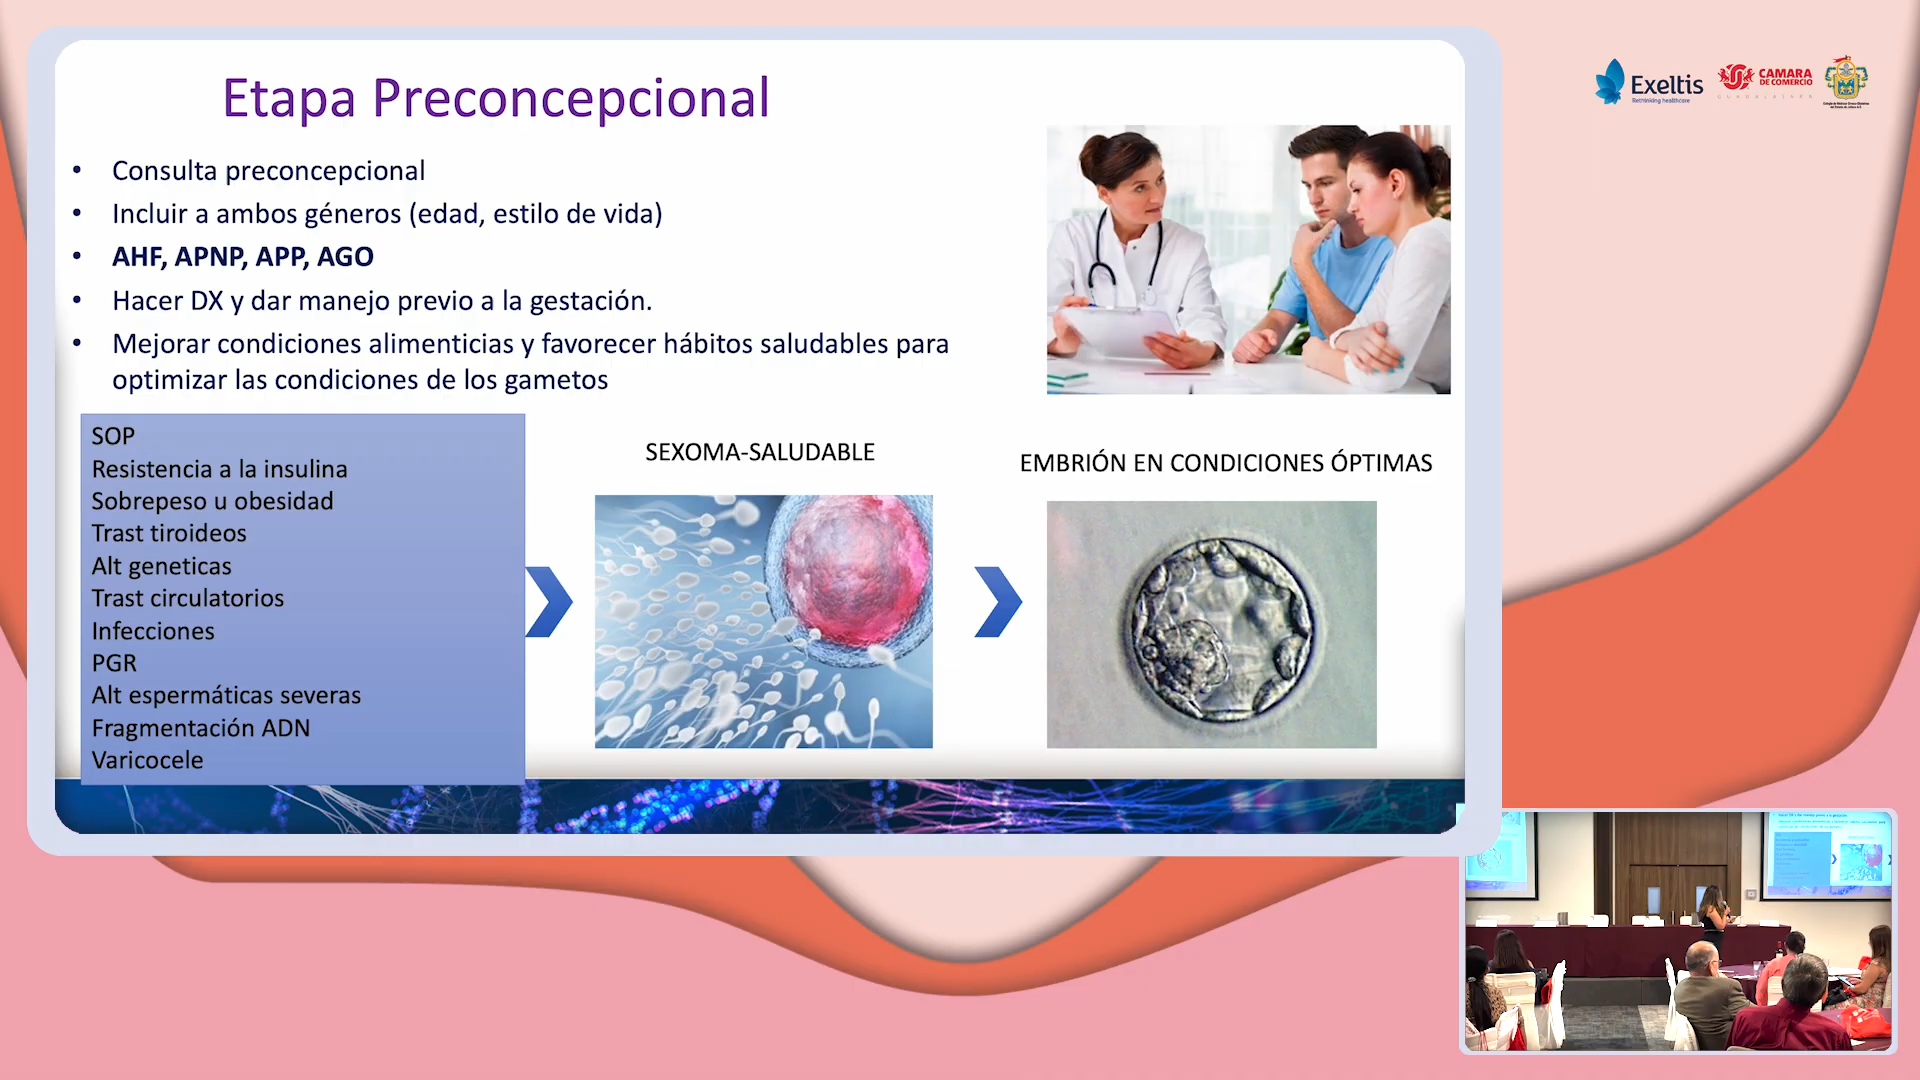 Etapa Preconcepcional
• Consulta preconcepcional
• Incluir a ambos géneros (edad, estilo de vida)
• AHF, APNP, APP, AGO
• Hacer DX y dar manejo previo a la gestación.
• Mejorar condiciones alimenticias y favorecer hábitos saludables para
optimizar las condiciones de los gametos
SOP
Resistencia a la insulina
Sobrepeso u obesidad
Trast tiroideos
Alt geneticas
Trast circulatorios
Infecciones
PGR
Alt espermáticas severas
Fragmentación ADN
Varicocele
SEXOMA-SALUDABLE
EMBRIÓN EN CONDICIONES ÓPTIMAS
Exeltis
Rethinking healthcare
CAMARA
DE COMERCIO
GUADALAJARA